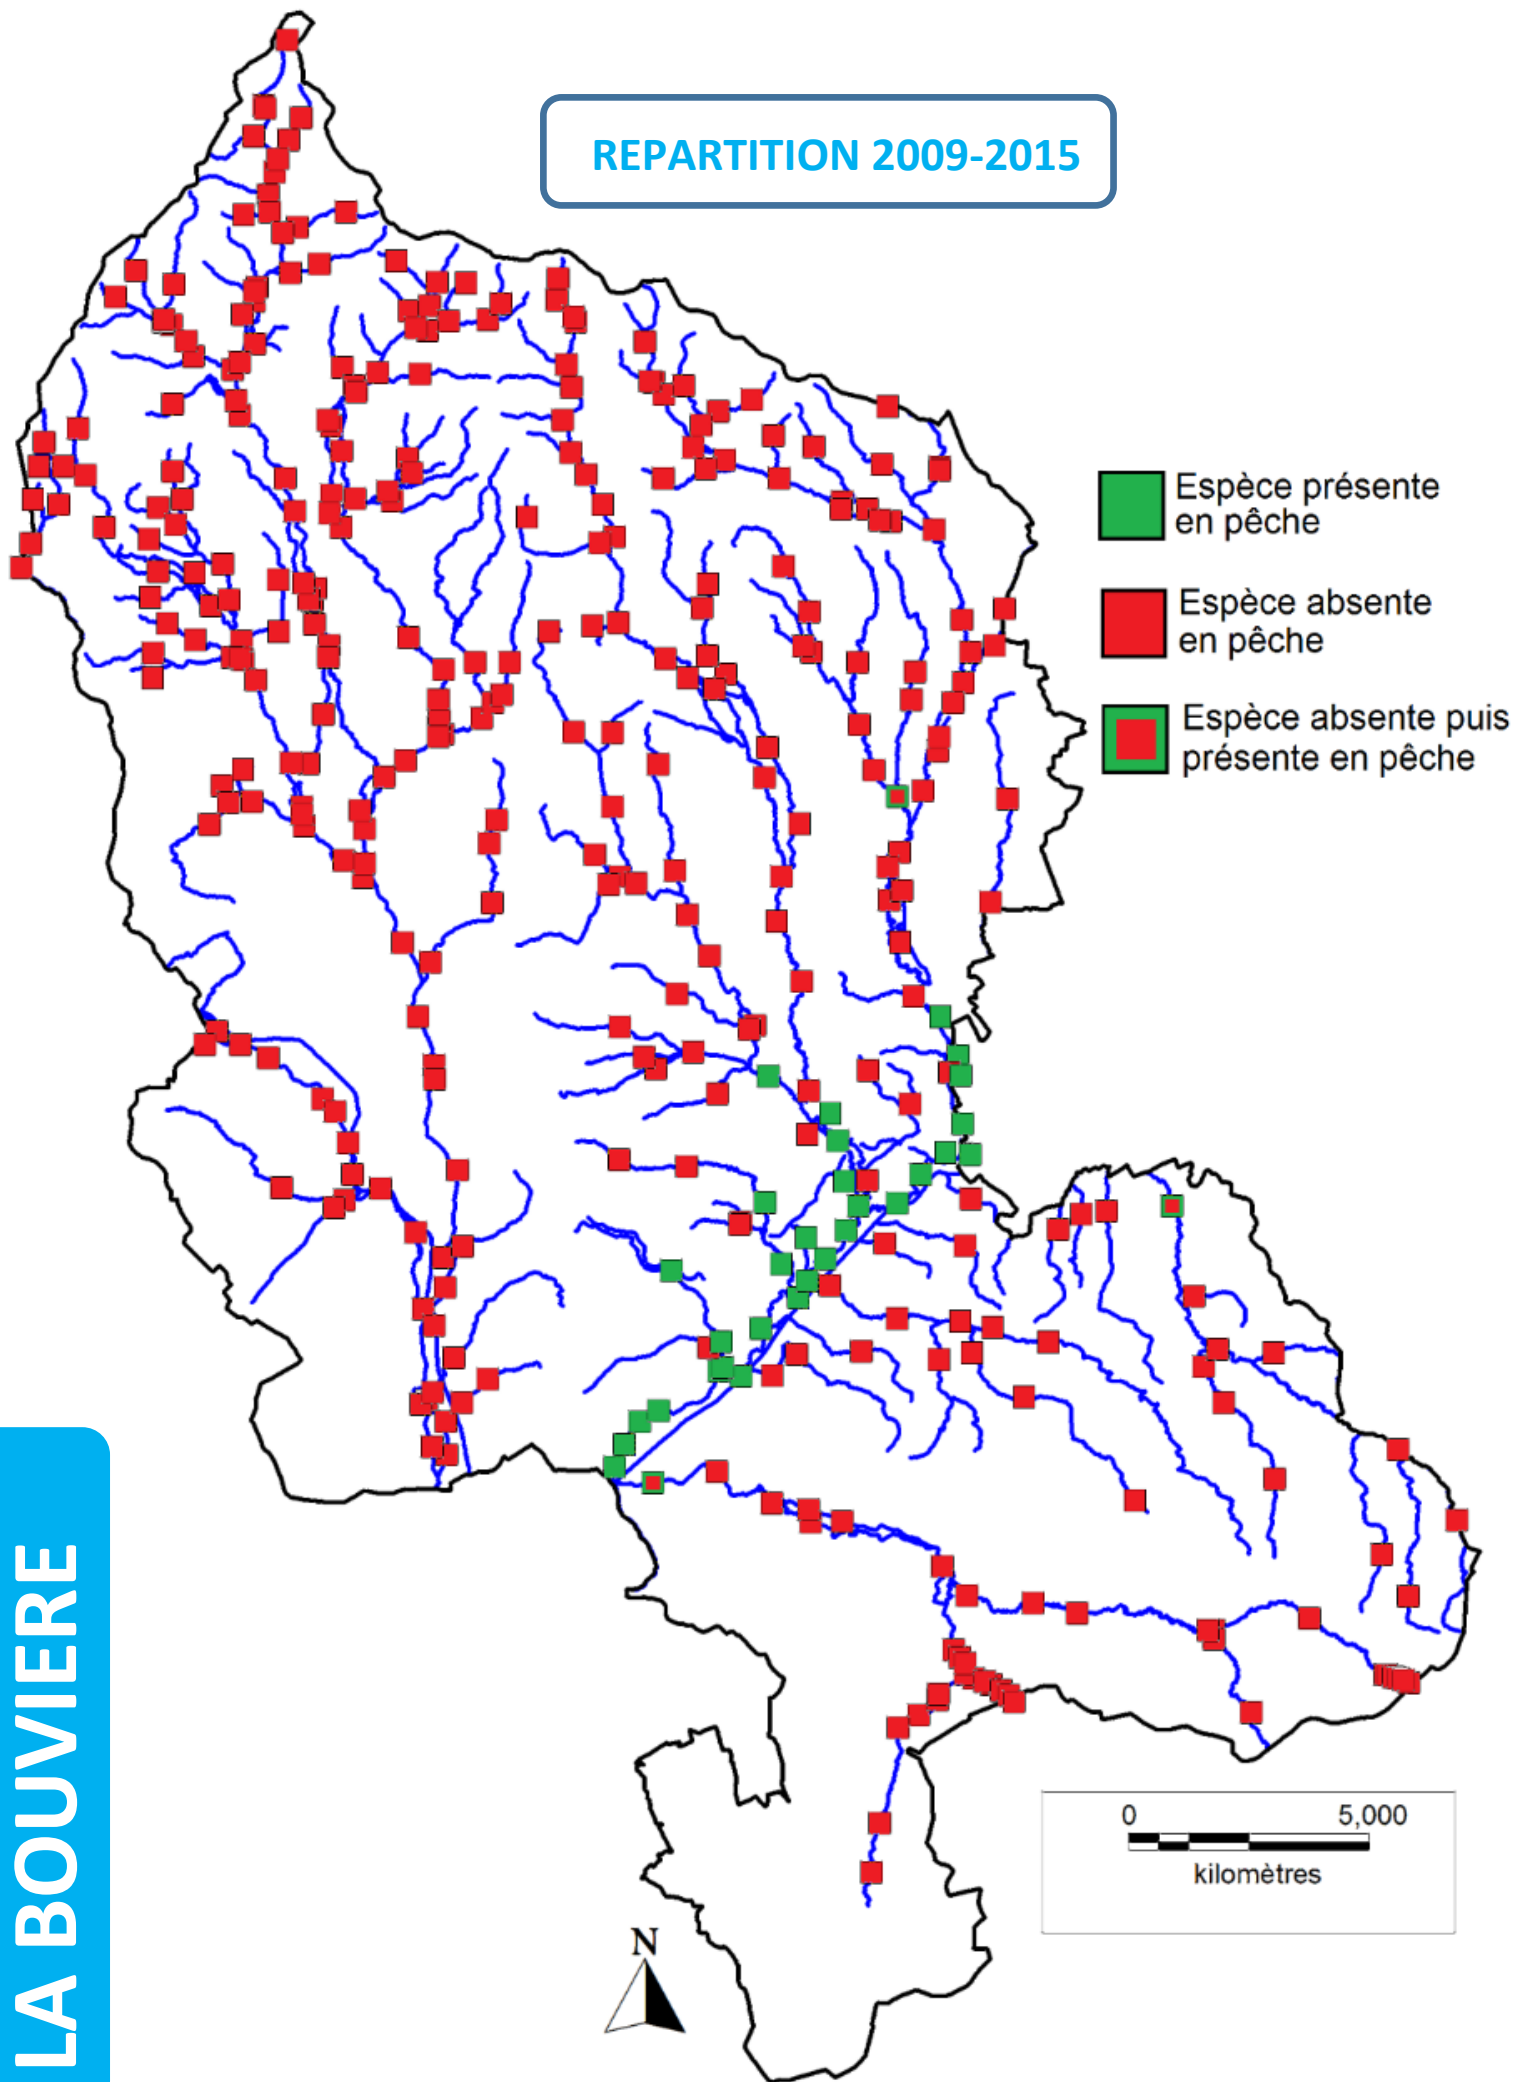 REPARTITION 2009-2015
Espèce présente
en pêche
Espèce absente
en pêche
Espèce absente puis
présente en pêche
LA BOUVIERE
0 5,000
kilomètres
N